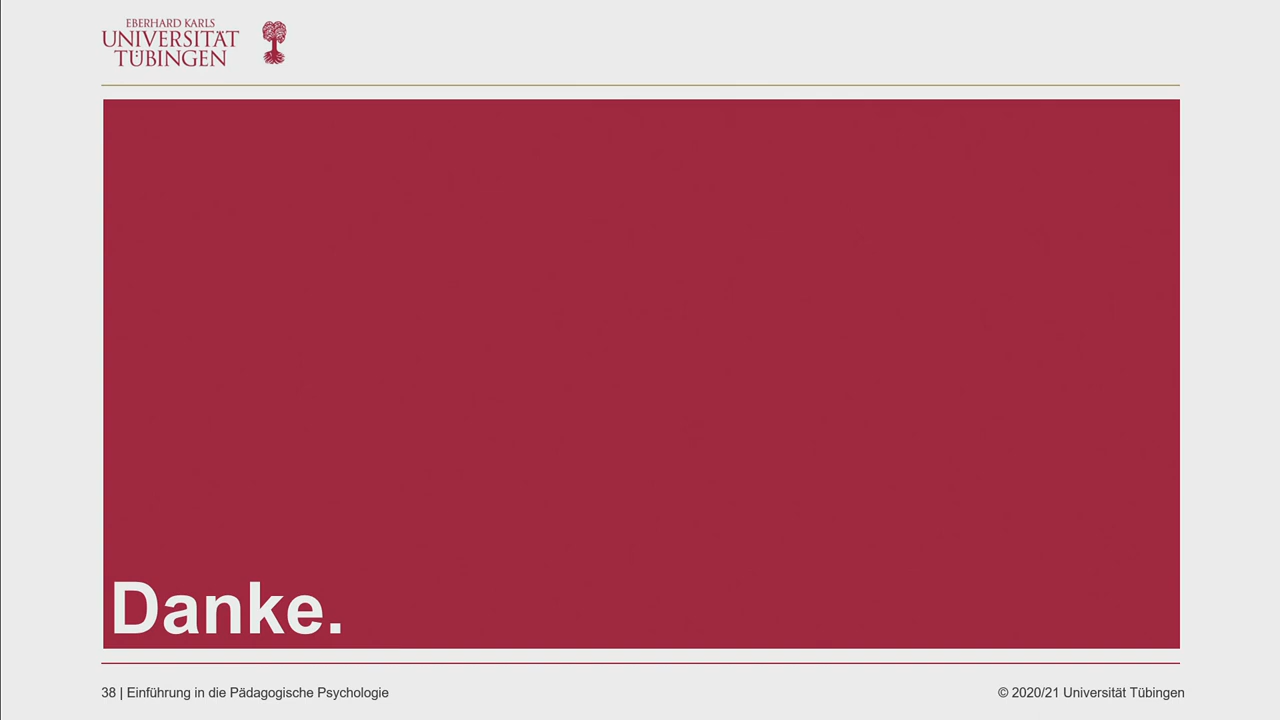 EBERHARD KARLS
UNIVERSITÄT
TÜBINGEN
Danke.
38 | Einführung in die Pädagogische Psychologie
© 2020/21 Universität Tübingen